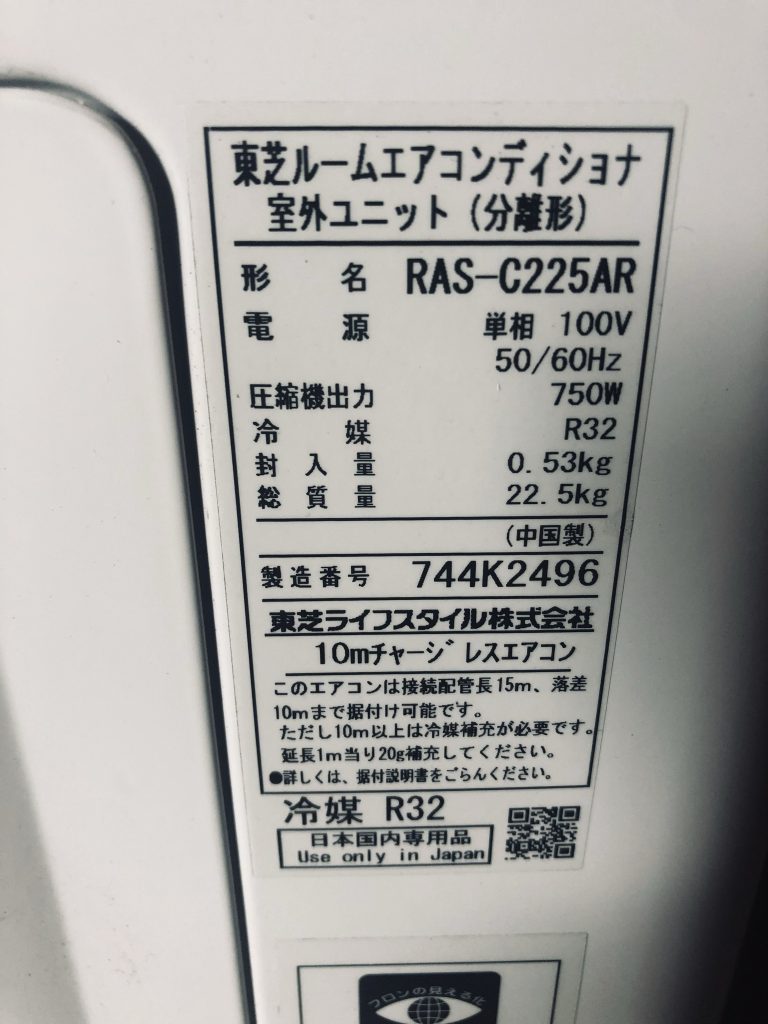 東芝ルームエアコンディショナ
室外ユニット（分離形）
形名 RAS-C225AR
電源 単相 100V
50/60Hz
圧縮機出力 750W
冷媒 R32
封入量 0.53kg
総質量 22.5kg
（中国製）
製造番号 744K2496
東芝ライフスタイル株式会社
10mチャージレスエアコン
このエアコンは接続配管長15m、落差
10mまで据付け可能です。
ただし10m以上は冷媒補充が必要です。
延長1m当り20g補充してください。
●詳しくは、据付説明書をごらんください。
冷媒 R32
日本国内専用品
Use only in Japan
フロンの見える化